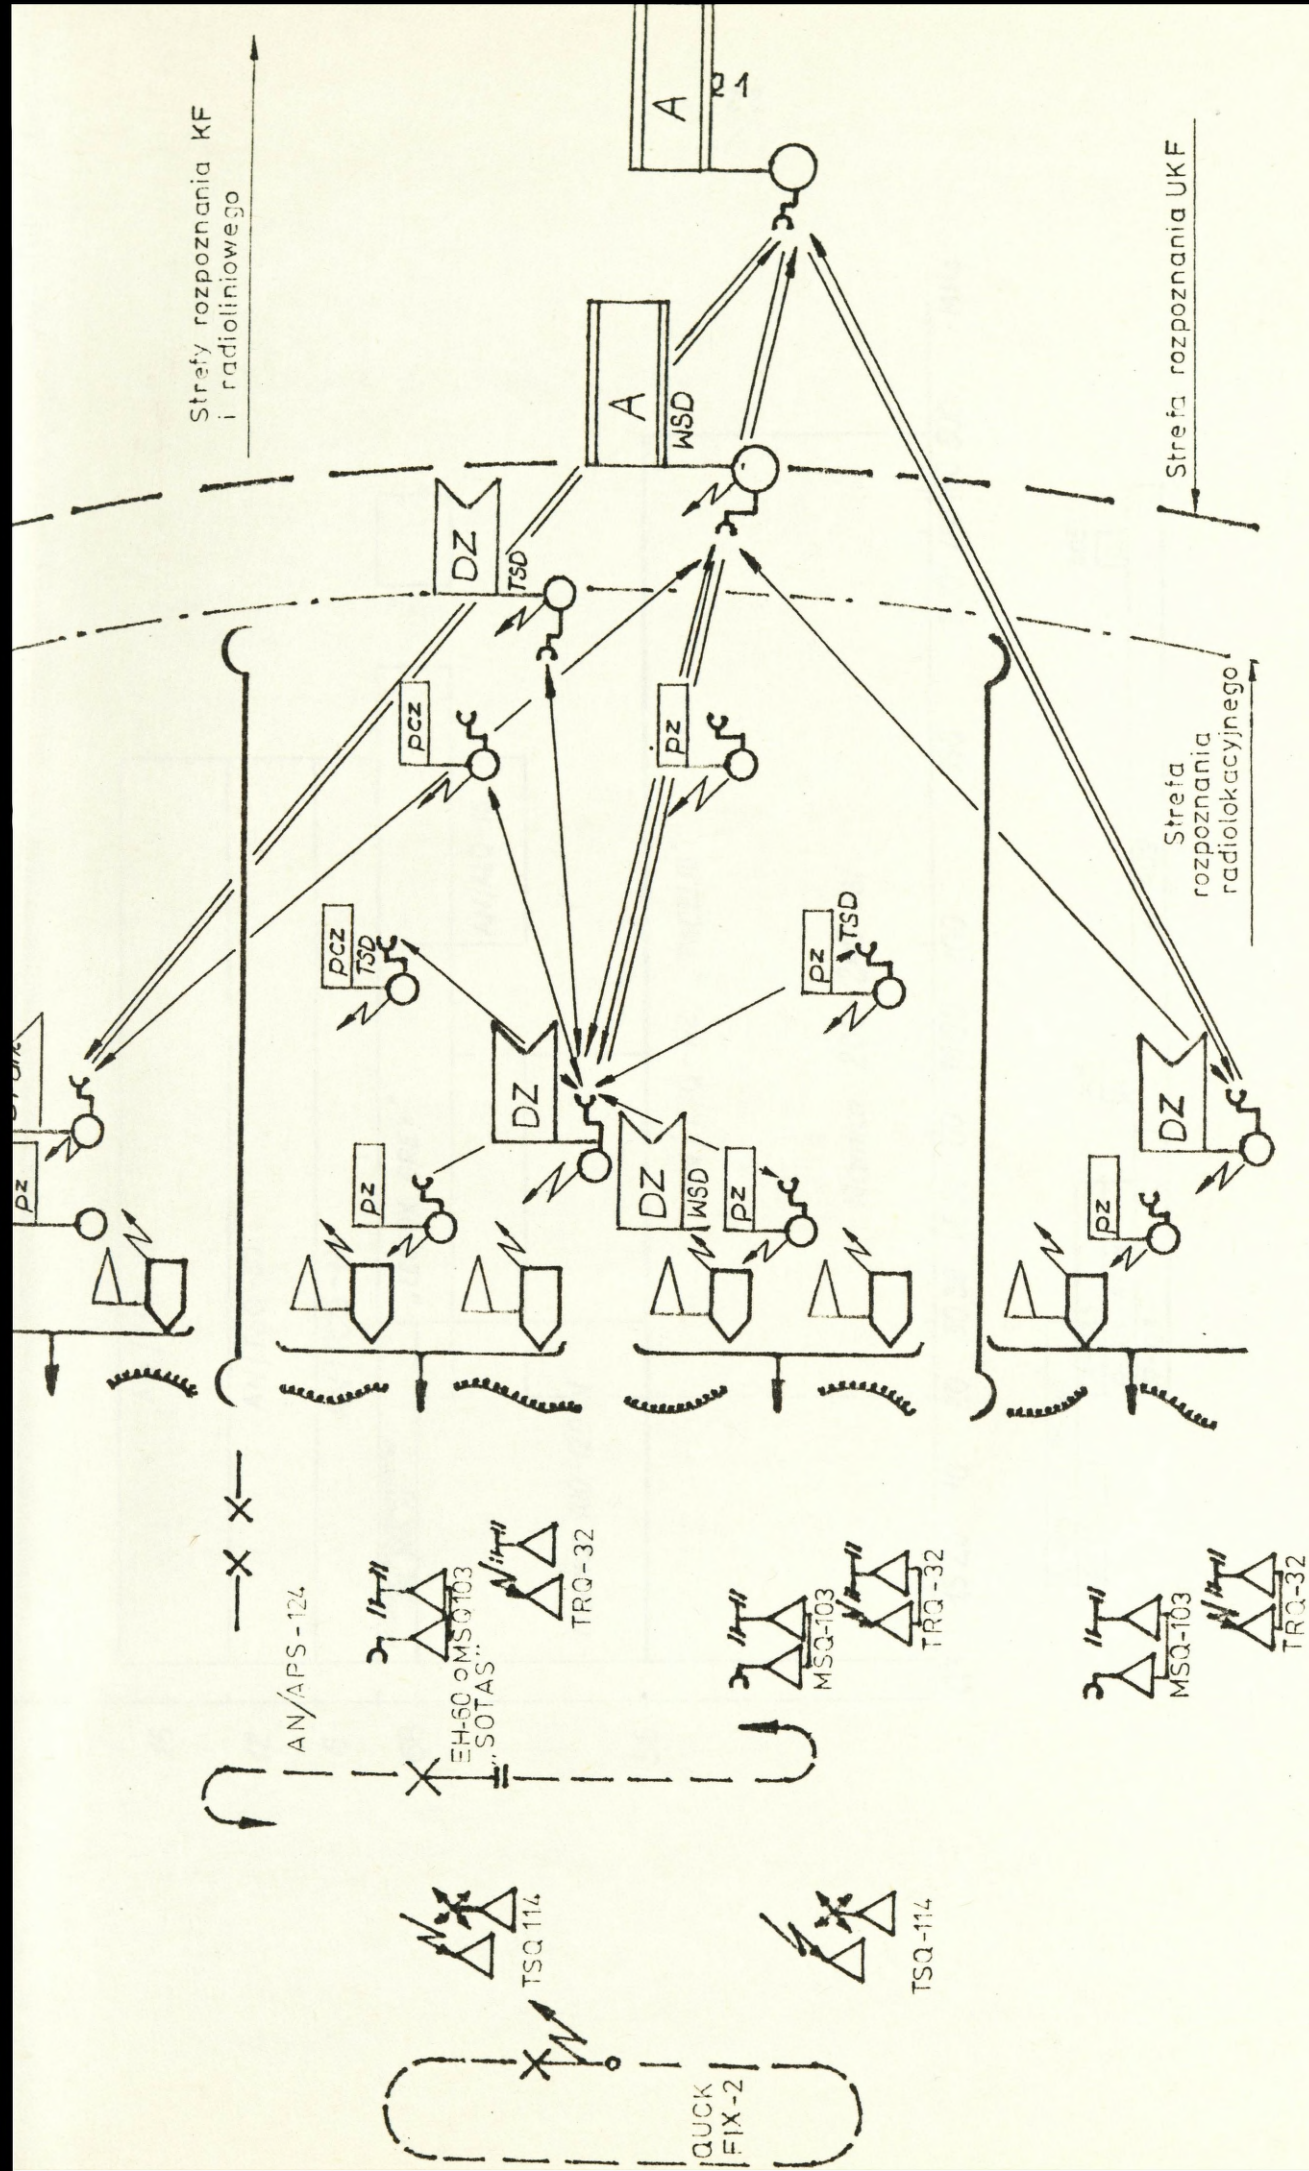 21
A
Strefy rozpoznania KF
i radioliniowego
Strefa rozpoznania UKF
A
WSD
DZ
TSD
pcz
pz
Strefa
rozpoznania
radiolokacyjnego
pcz
TSD
pz
TSD
DZ
DZ
pz
pz
DZ
WSD
pz
pz
AN/APS-124
EH-60
MSQ103
"SOTAS"
TRQ-32
MSQ-103
TRQ-32
MSQ-103
TRQ-32
TSQ 114
TSQ-114
QUCK
FIX-2